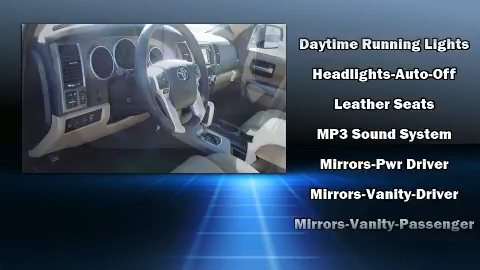 Daytime Running Lights
Headlights-Auto-Off
Leather Seats
MP3 Sound System
Mirrors-Pwr Driver
Mirrors-Vanity-Driver
Mirrors-Vanity-Passenger